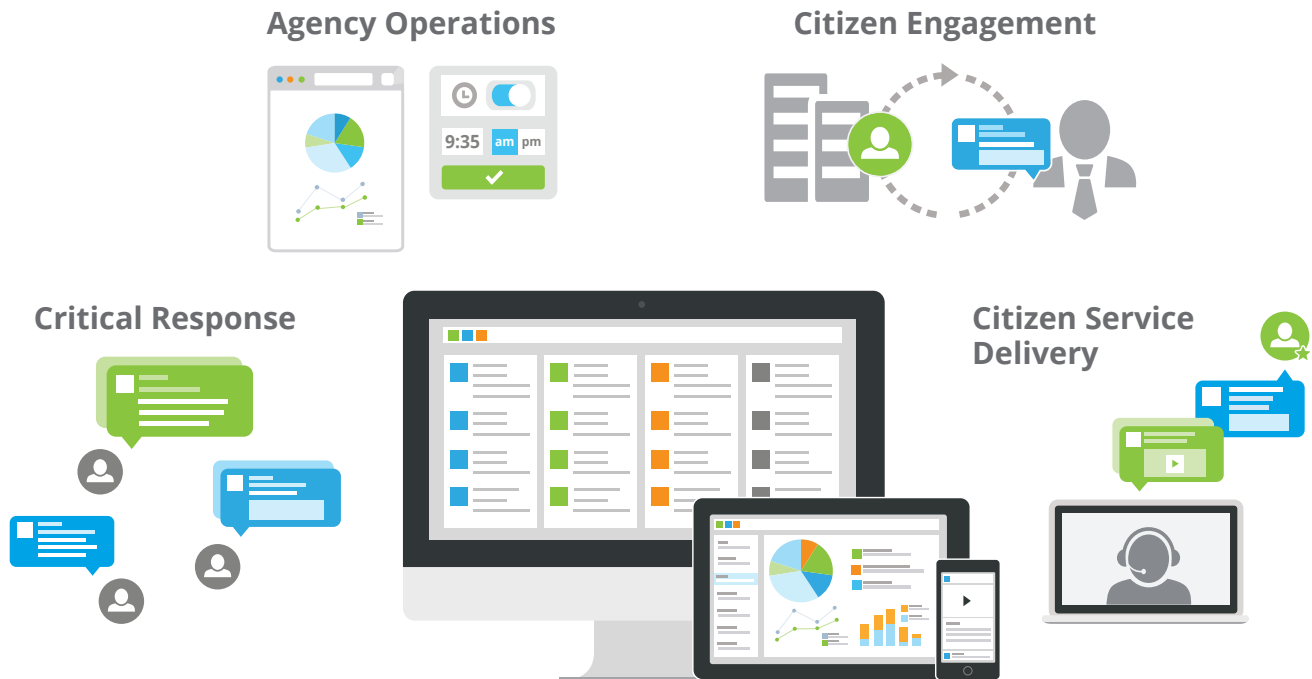 Agency Operations
Citizen Engagement
9:35 am pm
Critical Response
Citizen Service
Delivery